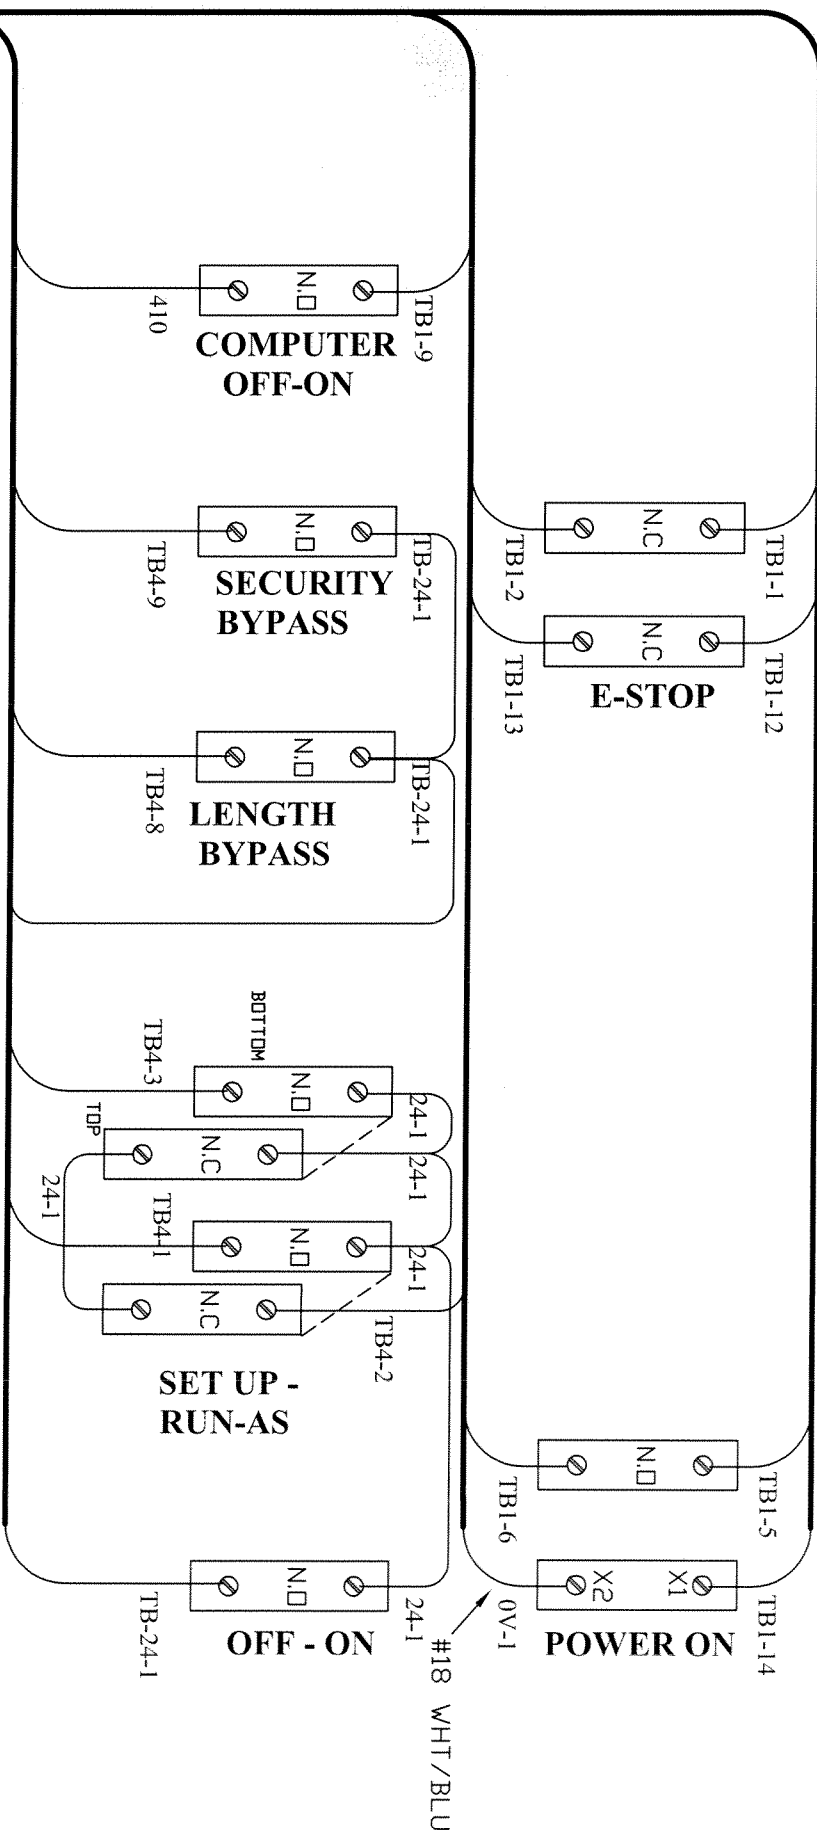 TB1-9
N.O
410
COMPUTER
OFF-ON
TB1-1
N.C
TB1-2
TB-24-1
N.O
TB4-9
SECURITY
BYPASS
TB1-12
N.C
TB1-13
E-STOP
TB-24-1
N.O
TB4-8
LENGTH
BYPASS
BOTTOM
24-1
N.O
TB4-3
TOP
24-1
N.C
24-1
24-1
N.O
TB4-1
N.C
TB4-2
SET UP -
RUN-AS
TB1-5
N.O
TB1-6
TB1-14
X1
X2
0V-1
POWER ON
24-1
N.O
TB-24-1
OFF - ON
#18 WHT/BLU